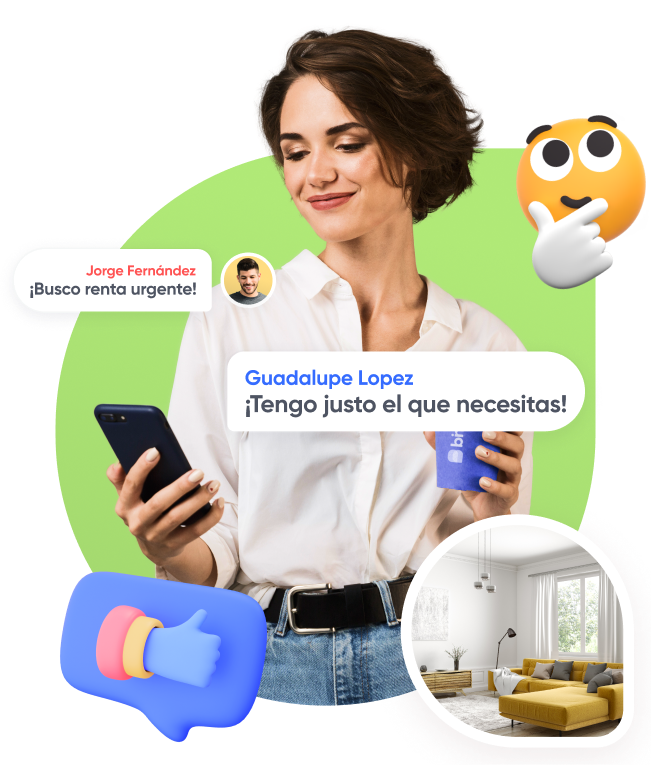 Jorge Fernández
¡Busco renta urgente!
Guadalupe Lopez
¡Tengo justo el que necesitas!